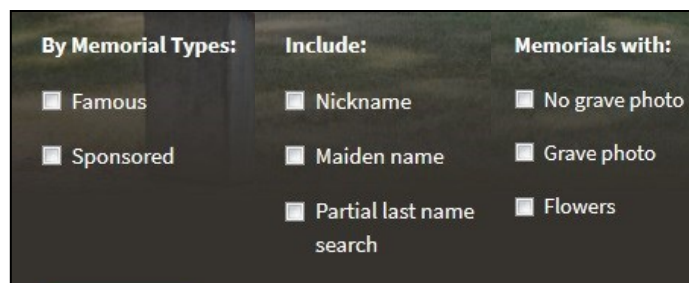 By Memorial Types:
Famous
Sponsored
Include:
Nickname
Maiden name
Partial last name
search
Memorials with:
No grave photo
Grave photo
Flowers